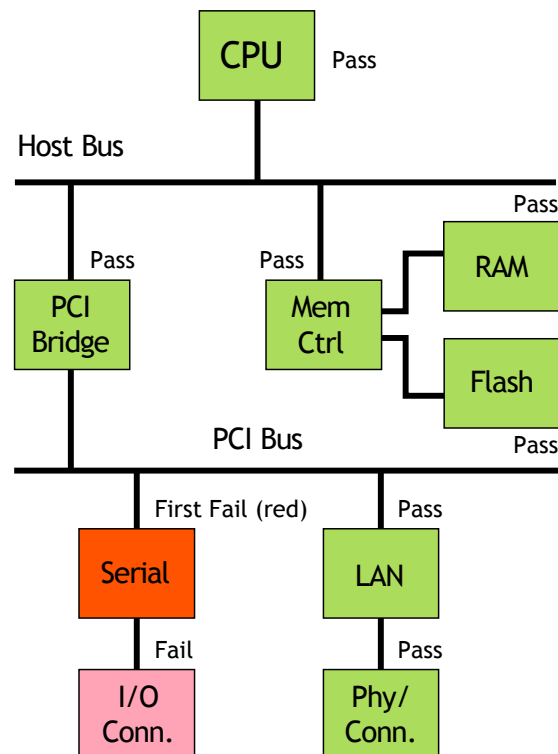 CPU
Pass
Host Bus
Pass
Pass
Pass
RAM
PCI
Bridge
Mem
Ctrl
Flash
Pass
PCI Bus
First Fail (red)
Pass
Serial
LAN
Fail
Pass
I/O
Conn.
Phy/
Conn.